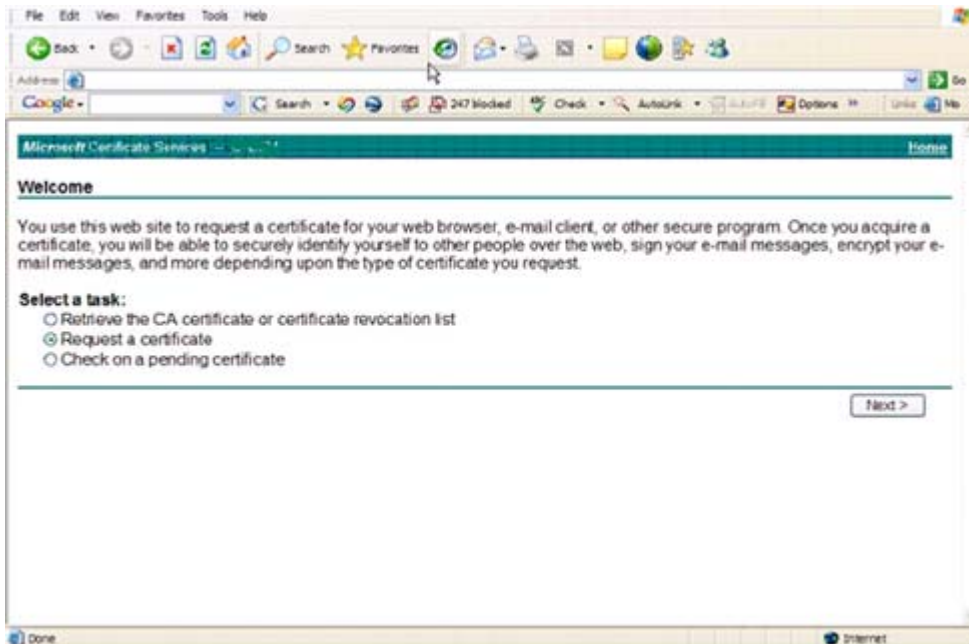 File Edit View Favorites Tools Help
Back Search Favorites
Address Go
Google Search 247 blocked Check AutoLink AutoFill Options Links
Microsoft Certificate Services -- Home
Welcome
You use this web site to request a certificate for your web browser, e-mail client, or other secure program. Once you acquire a
certificate, you will be able to securely identify yourself to other people over the web, sign your e-mail messages, encrypt your e-
mail messages, and more depending upon the type of certificate you request.
Select a task:
Retrieve the CA certificate or certificate revocation list
Request a certificate
Check on a pending certificate
Next >
Done Internet